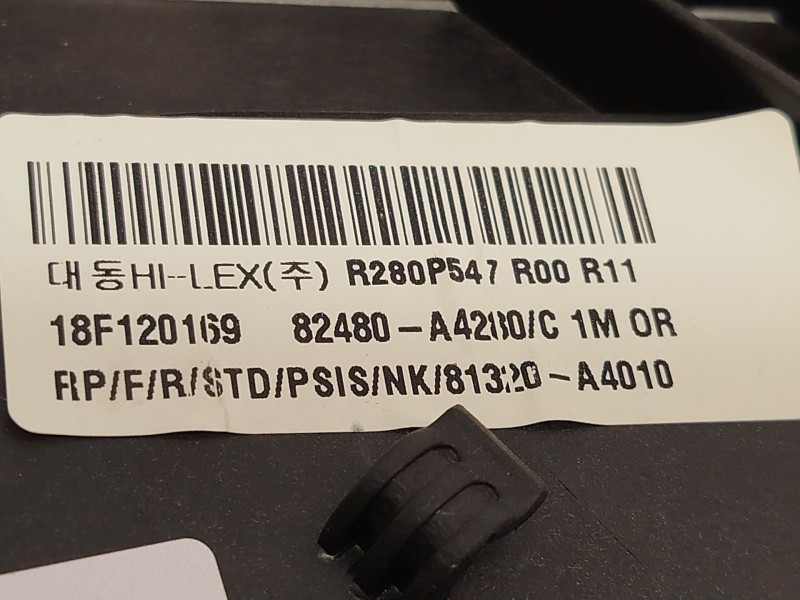 대동HI-LEX(주) R280P547 R00 R11
18F120169 82480-A4280/C 1M OR
RP/F/R/STD/PSIS/NK/81320-A4010